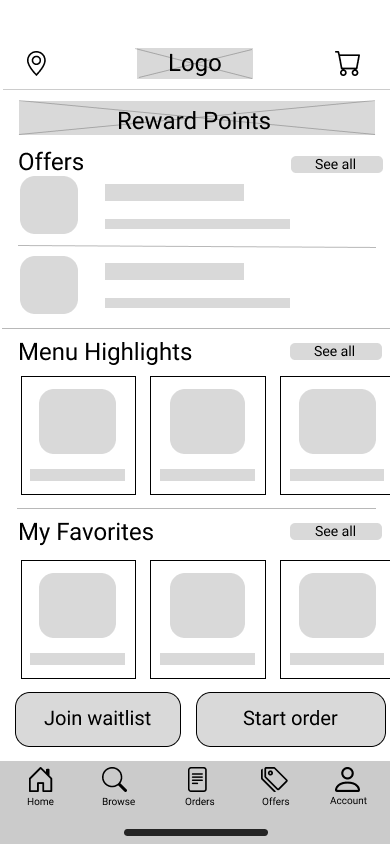 Logo
Reward Points
Offers
See all
Menu Highlights
See all
My Favorites
See all
Join waitlist
Start order
Home
Browse
Orders
Offers
Account